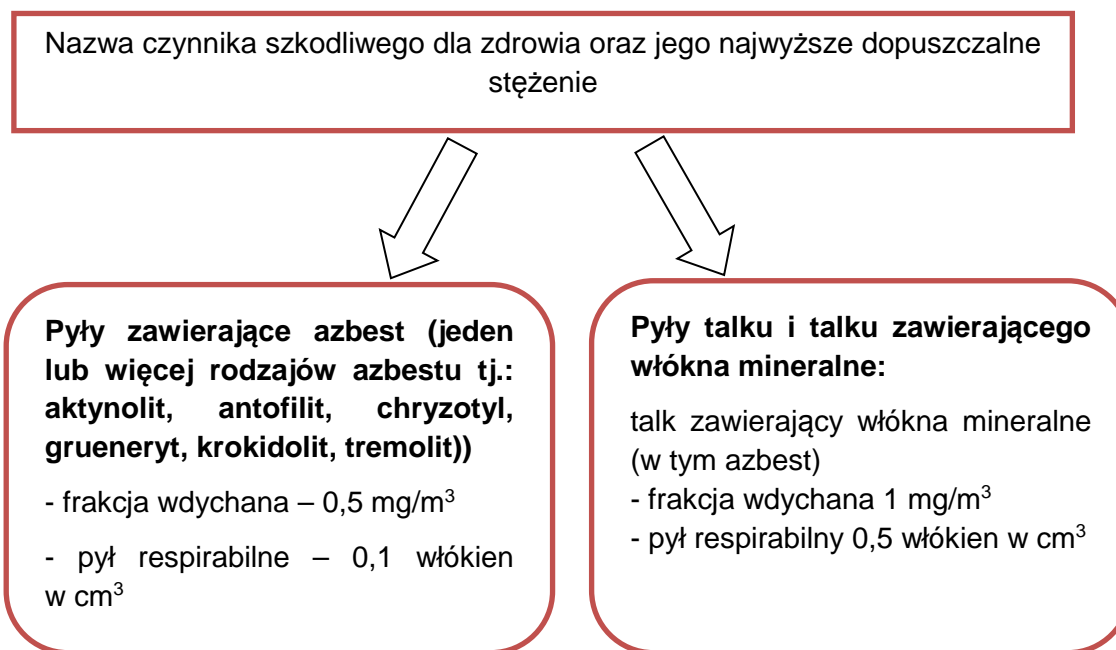 Nazwa czynnika szkodliwego dla zdrowia oraz jego najwyższe dopuszczalne
stężenie
Pyły zawierające azbest (jeden
lub więcej rodzajów azbestu tj.:
aktynolit, antofilit, chryzotyl,
grueneryt, krokidolit, tremolit))
- frakcja wdychana – 0,5 mg/m³
- pył respirabilne – 0,1 włókien
w cm³
Pyły talku i talku zawierającego
włókna mineralne:
talk zawierający włókna mineralne
(w tym azbest)
- frakcja wdychana 1 mg/m³
- pył respirabilny 0,5 włókien w cm³